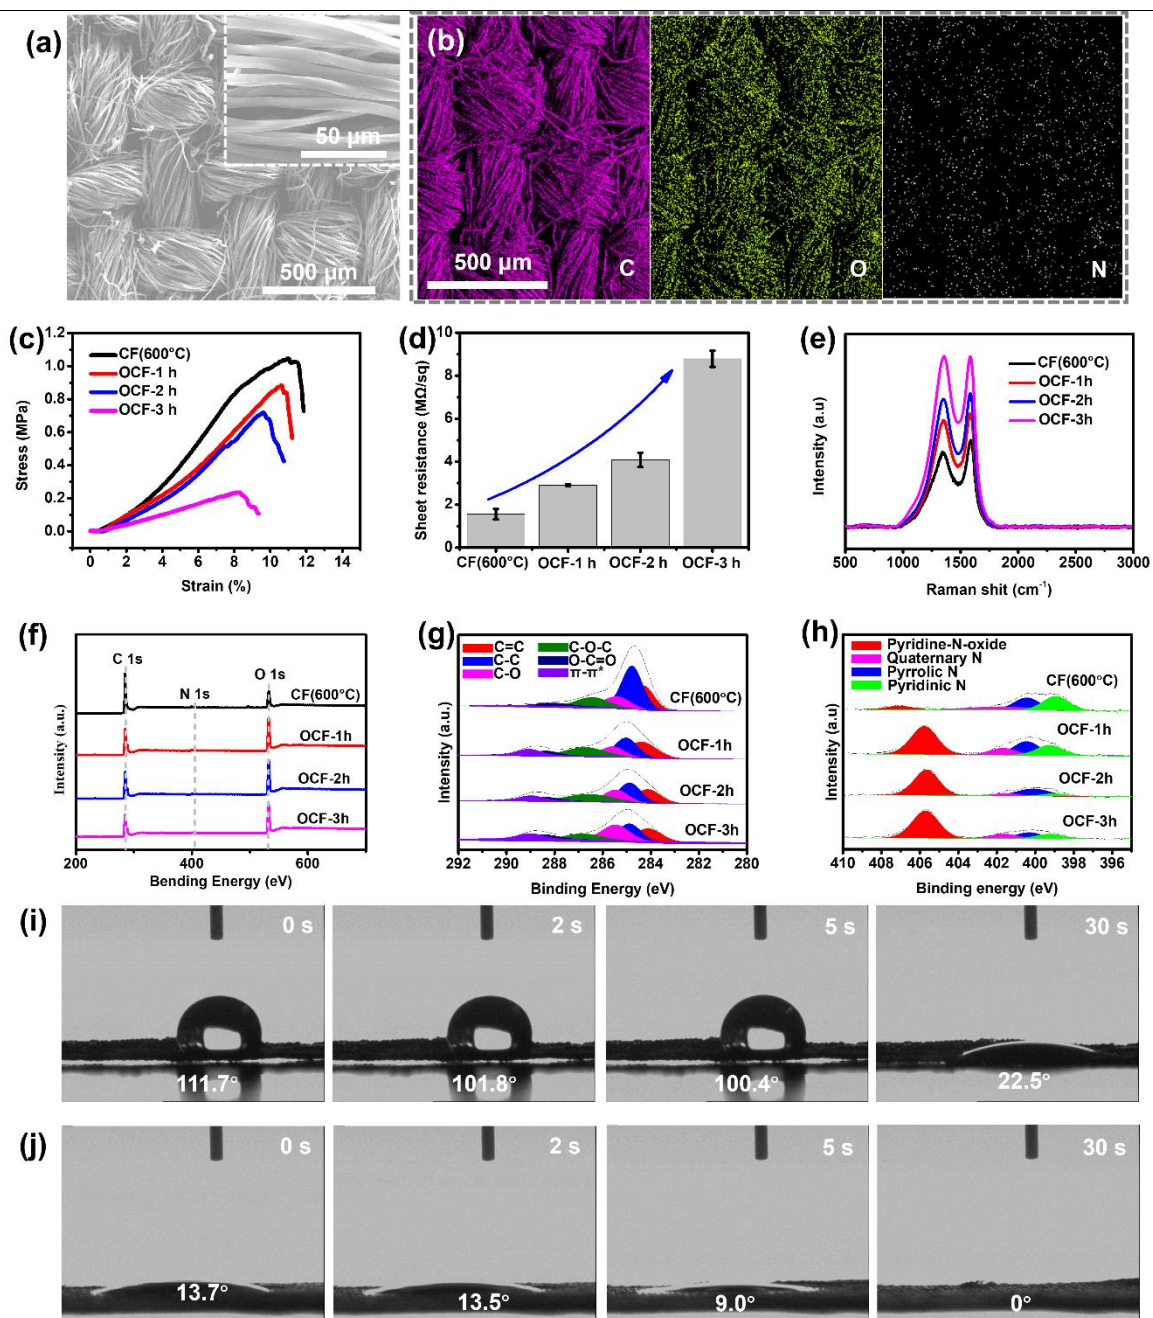 (a)
50 µm
500 µm
(b)
500 µm
C
O
N
(c)
CF(600°C)
OCF-1 h
OCF-2 h
OCF-3 h
Stress (MPa)
1.2
1.0
0.8
0.6
0.4
0.2
0.0
0 2 4 6 8 10 12 14
Strain (%)
(d)
Sheet resistance (MΩ/sq)
10
8
6
4
2
0
CF(600°C) OCF-1 h OCF-2 h OCF-3 h
(e)
CF(600°C)
OCF-1h
OCF-2h
OCF-3h
Intensity (a.u)
500 1000 1500 2000 2500 3000
Raman shit (cm-1)
(f)
C 1s
N 1s
O 1s
CF(600°C)
OCF-1h
OCF-2h
OCF-3h
Intensity (a.u.)
200 400 600
Bending Energy (eV)
(g)
C=C
C-C
C-O
C-O-C
O-C=O
π-π*
CF(600°C)
OCF-1h
OCF-2h
OCF-3h
Intensity (a.u.)
292 290 288 286 284 282 280
Binding Energy (eV)
(h)
Pyridine-N-oxide
Quaternary N
Pyrrolic N
Pyridinic N
CF(600°C)
OCF-1h
OCF-2h
OCF-3h
Intensity (a.u)
410 408 406 404 402 400 398 396
Binding energy (eV)
(i)
0 s
111.7°
2 s
101.8°
5 s
100.4°
30 s
22.5°
(j)
0 s
13.7°
2 s
13.5°
5 s
9.0°
30 s
0°